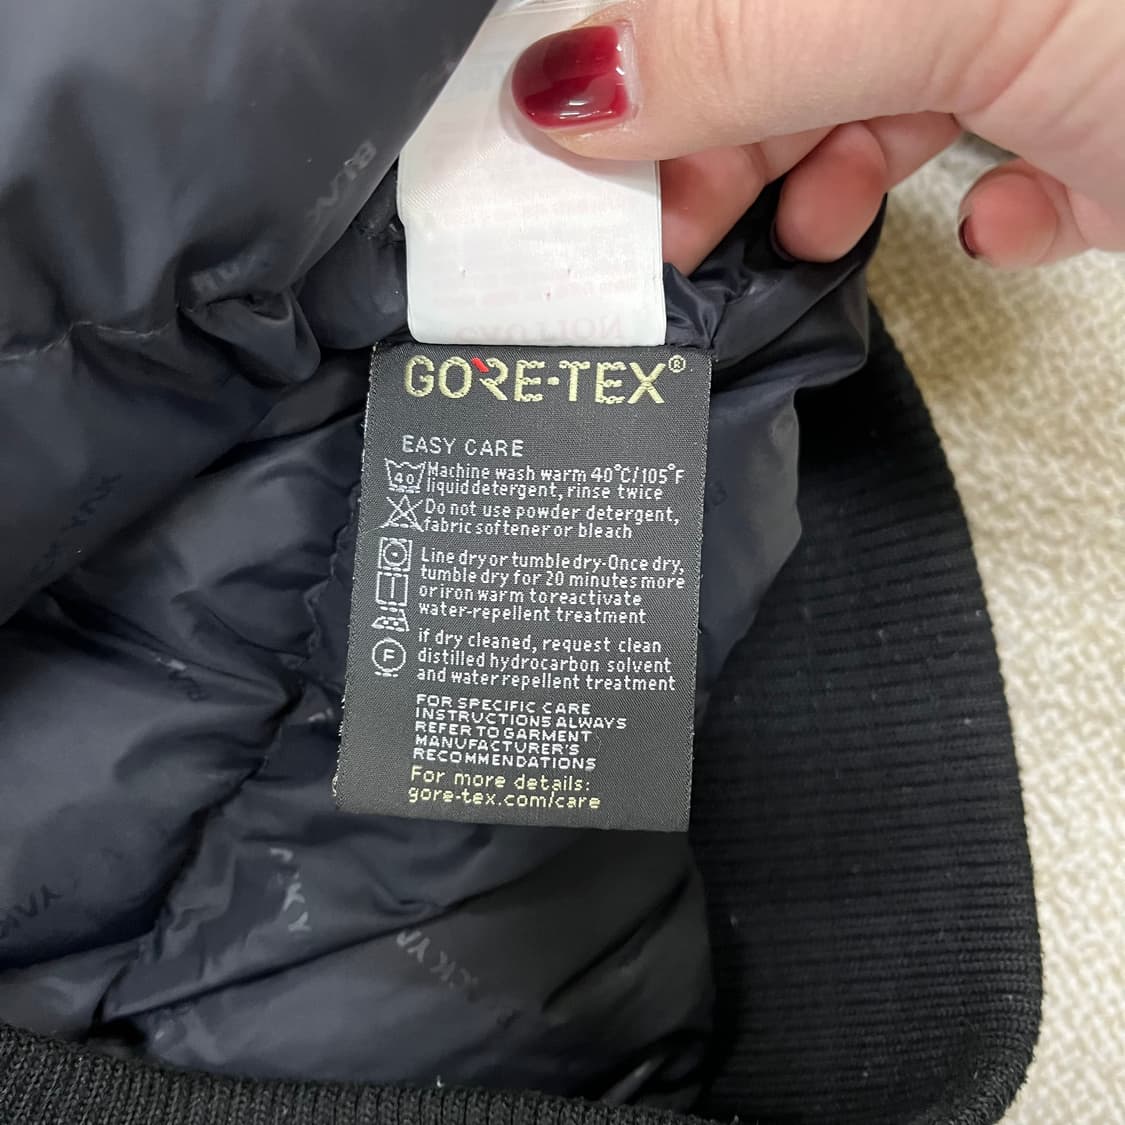 CAUTION
GORE-TEX®
EASY CARE
40
Machine wash warm 40°C/105°F
liquid detergent, rinse twice
Do not use powder detergent,
fabric softener or bleach
Line dry or tumble dry-Once dry,
tumble dry for 20 minutes more
or iron warm to reactivate
water-repellent treatment
F
if dry cleaned, request clean
distilled hydrocarbon solvent
and water repellent treatment
FOR SPECIFIC CARE
INSTRUCTIONS ALWAYS
REFER TO GARMENT
MANUFACTURER'S
RECOMMENDATIONS
For more details:
gore-tex.com/care